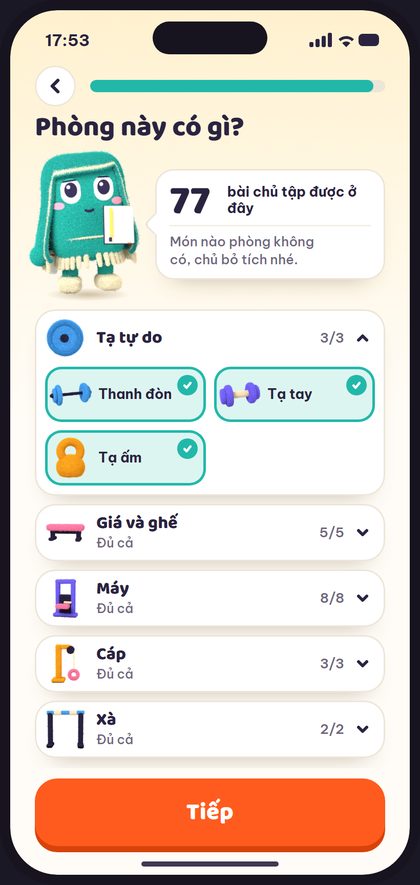 17:53
Phòng này có gì?
77 bài chủ tập được ở
đây
Món nào phòng không
có, chủ bỏ tích nhé.
Tạ tự do 3/3
Thanh đòn Tạ tay
Tạ ấm
Giá và ghế
Đủ cả 5/5
Máy
Đủ cả 8/8
Cáp
Đủ cả 3/3
Xà
Đủ cả 2/2
Tiếp